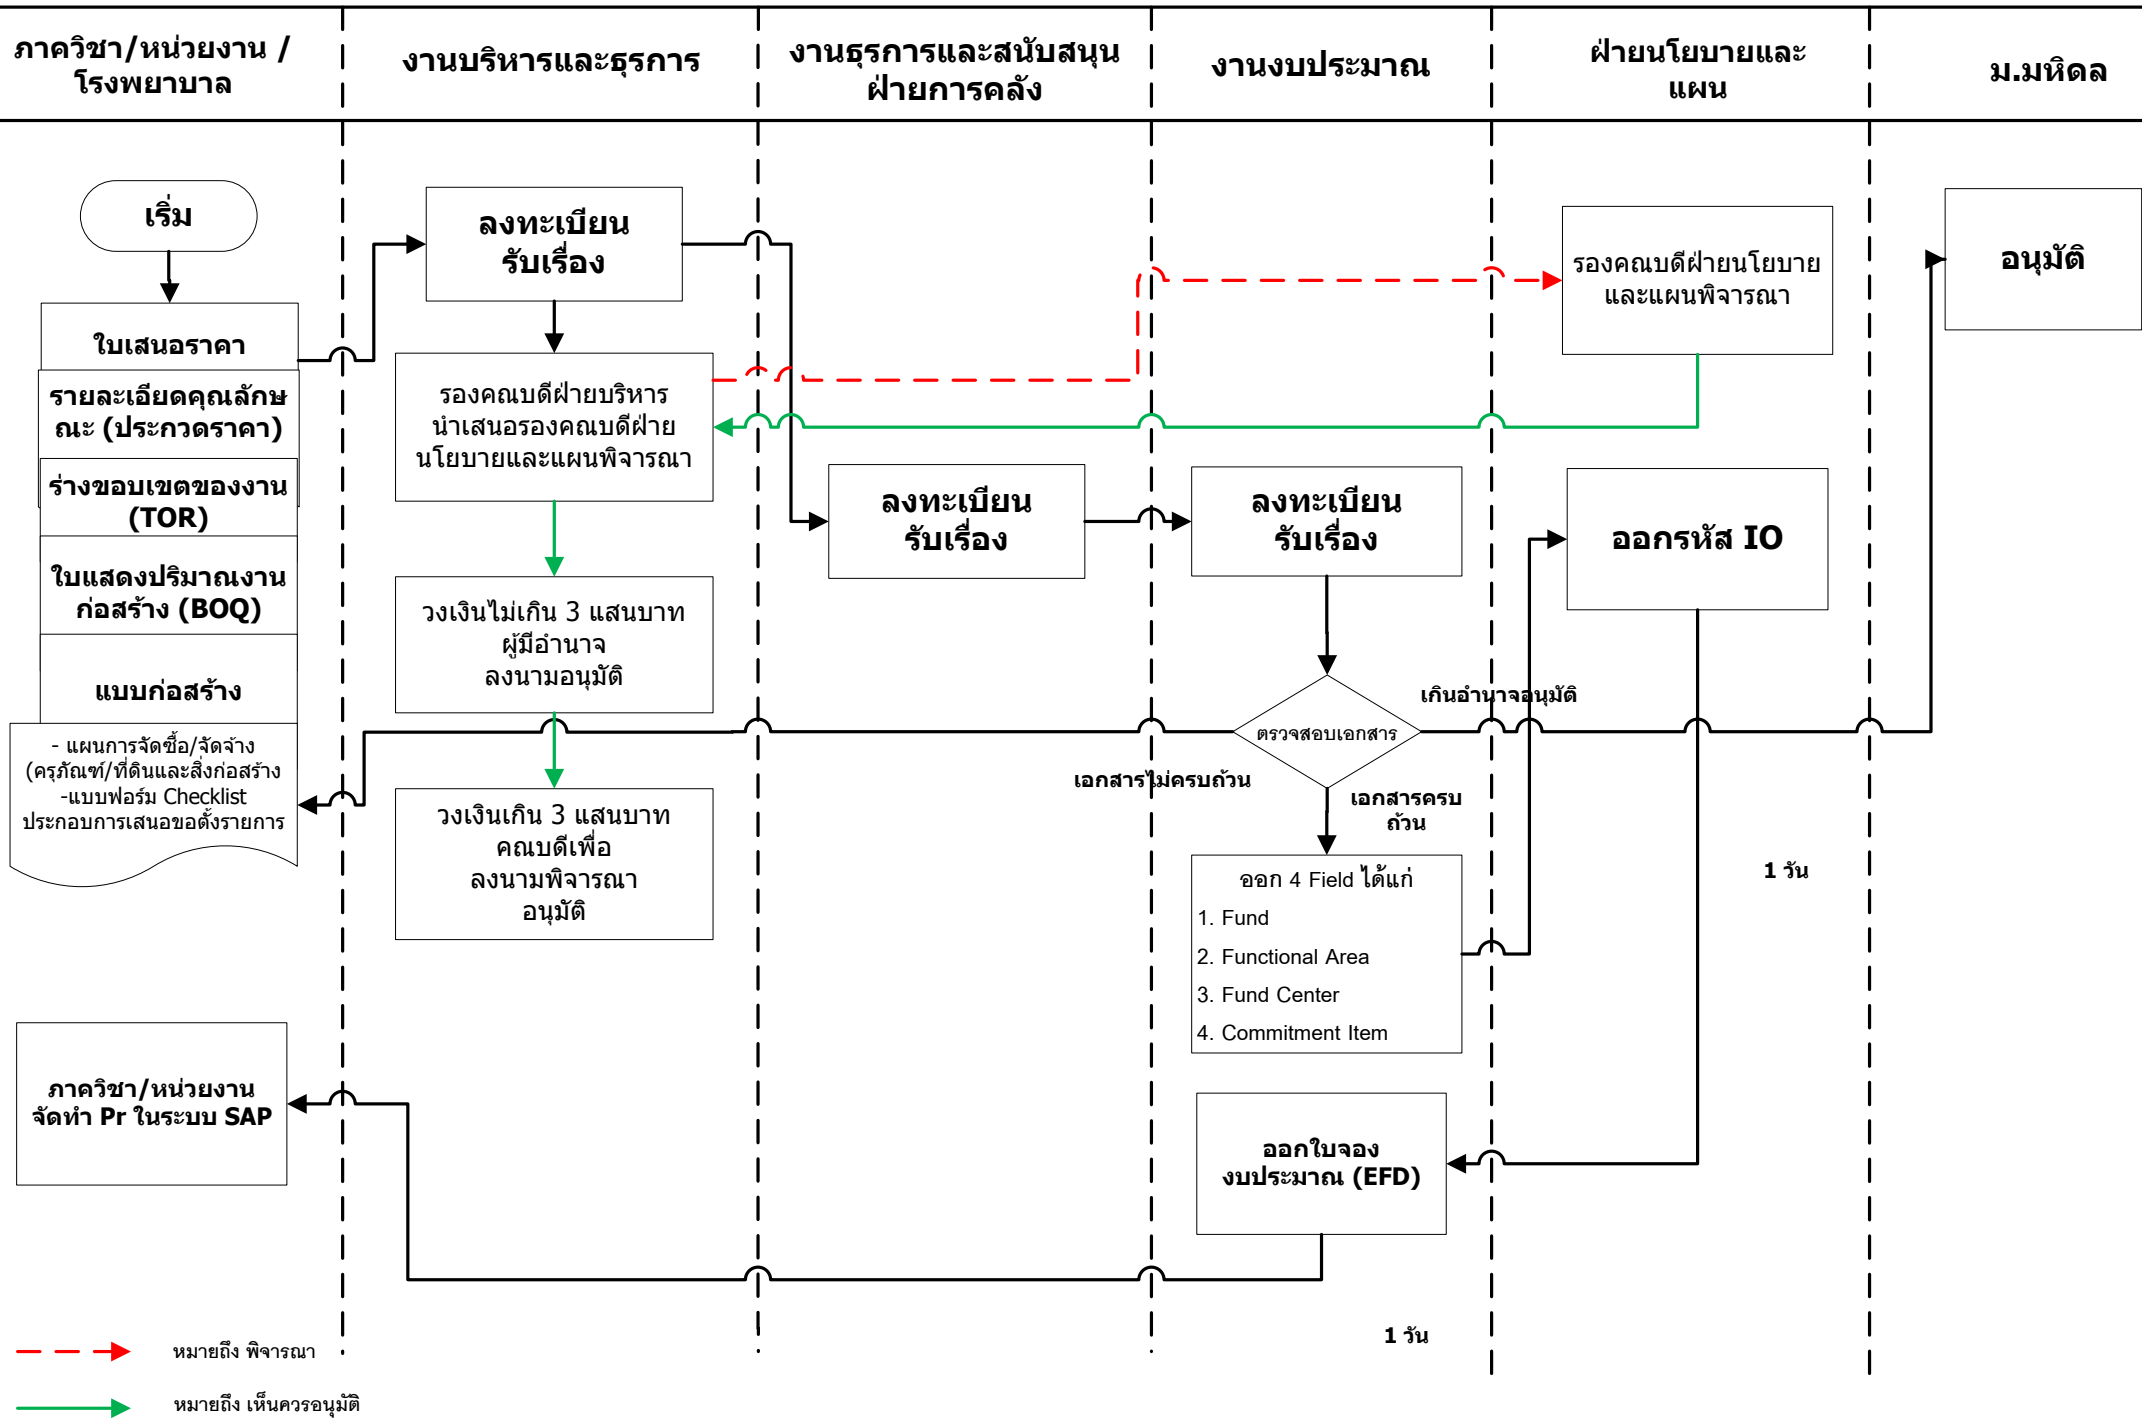 ภาควิชา/หน่วยงาน /
โรงพยาบาล
งานบริหารและธุรการ
งานธุรการและสนับสนุน
ฝ่ายการคลัง
งานงบประมาณ
ฝ่ายนโยบายและ
แผน
ม.มหิดล
เริ่ม
ใบเสนอราคา
รายละเอียดคุณลักษ
ณะ (ประกวดราคา)
ร่างขอบเขตของงาน
(TOR)
ใบแสดงปริมาณงาน
ก่อสร้าง (BOQ)
แบบก่อสร้าง
- แผนการจัดซื้อ/จัดจ้าง
(ครุภัณฑ์/ที่ดินและสิ่งก่อสร้าง
-แบบฟอร์ม Checklist
ประกอบการเสนอขอตั้งรายการ
ภาควิชา/หน่วยงาน
จัดทำ Pr ในระบบ SAP
ลงทะเบียน
รับเรื่อง
รองคณบดีฝ่ายบริหาร
นำเสนอรองคณบดีฝ่าย
นโยบายและแผนพิจารณา
วงเงินไม่เกิน 3 แสนบาท
ผู้มีอำนาจ
ลงนามอนุมัติ
วงเงินเกิน 3 แสนบาท
คณบดีเพื่อ
ลงนามพิจารณา
อนุมัติ
ลงทะเบียน
รับเรื่อง
ลงทะเบียน
รับเรื่อง
ตรวจสอบเอกสาร
เกินอำนาจอนุมัติ
เอกสารไม่ครบถ้วน
เอกสารครบ
ถ้วน
ออก 4 Field ได้แก่
1. Fund
2. Functional Area
3. Fund Center
4. Commitment Item
ออกใบจอง
งบประมาณ (EFD)
1 วัน
รองคณบดีฝ่ายนโยบาย
และแผนพิจารณา
ออกรหัส IO
1 วัน
อนุมัติ
หมายถึง พิจารณา
หมายถึง เห็นควรอนุมัติ